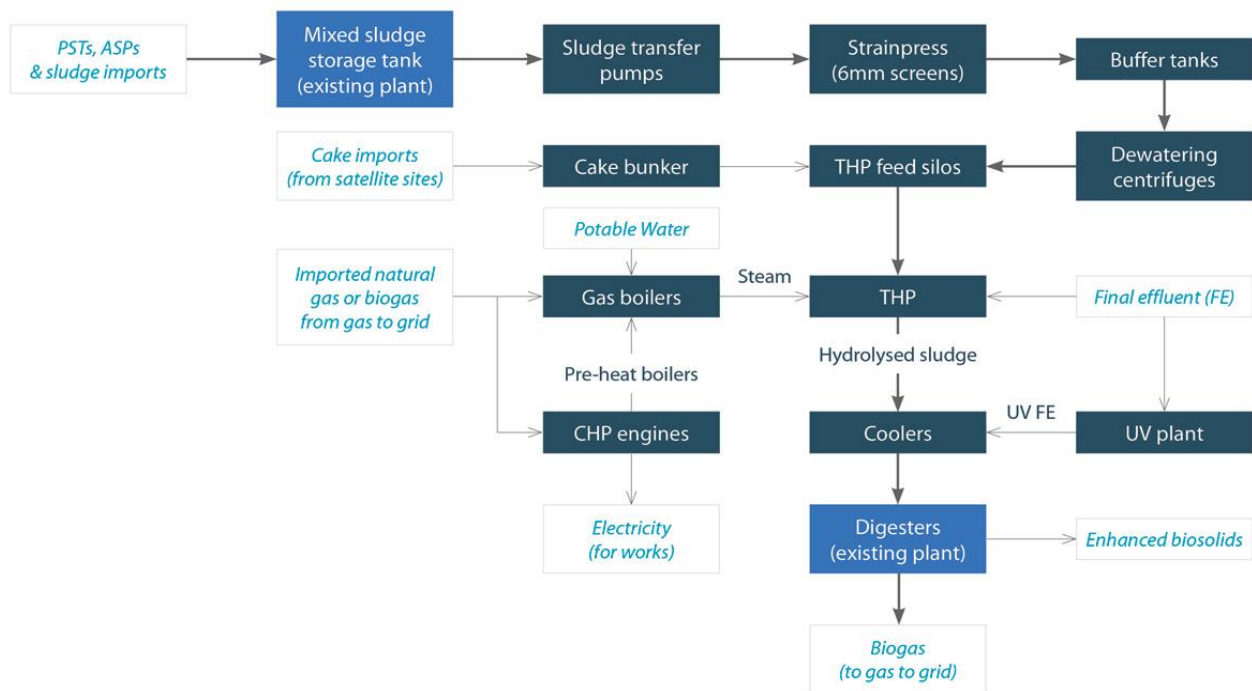 PSTs, ASPs
& sludge imports
Mixed sludge
storage tank
(existing plant)
Sludge transfer
pumps
Strainpress
(6mm screens)
Buffer tanks
Cake imports
(from satellite sites)
Cake bunker
THP feed silos
Dewatering
centrifuges
Potable Water
Imported natural
gas or biogas
from gas to grid
Gas boilers
Steam
THP
Final effluent (FE)
Pre-heat boilers
Hydrolysed sludge
CHP engines
Coolers
UV FE
UV plant
Electricity
(for works)
Digesters
(existing plant)
Enhanced biosolids
Biogas
(to gas to grid)